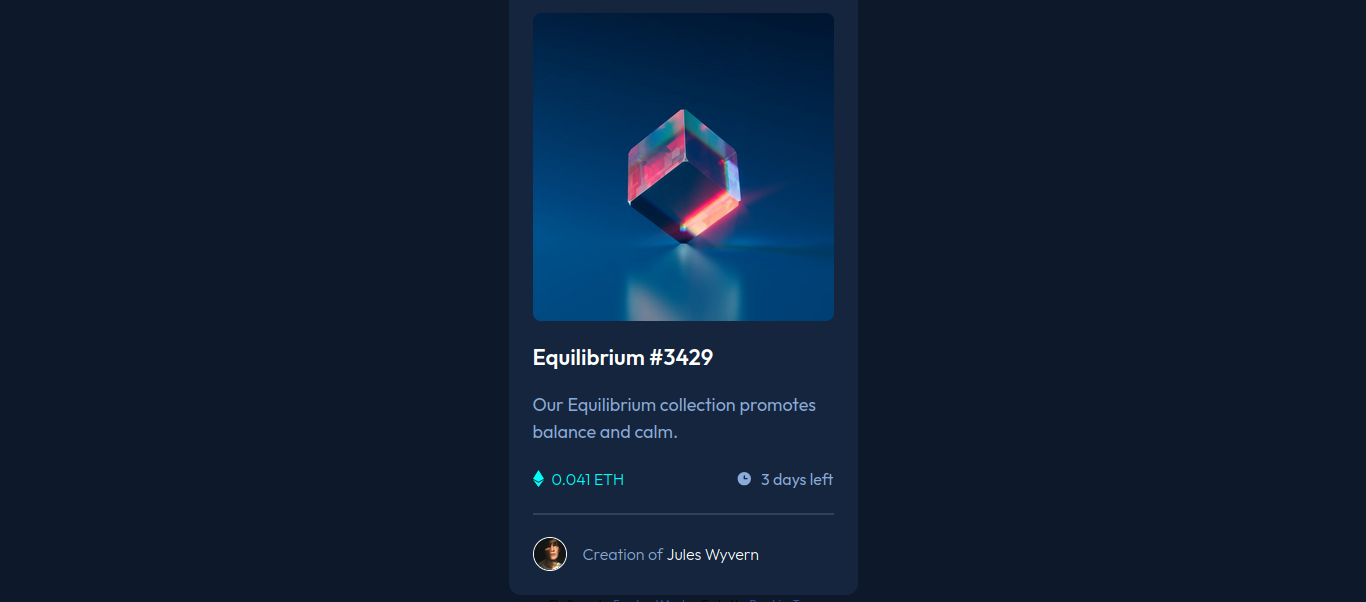 Equilibrium #3429
Our Equilibrium collection promotes
balance and calm.
0.041 ETH
3 days left
Creation of Jules Wyvern